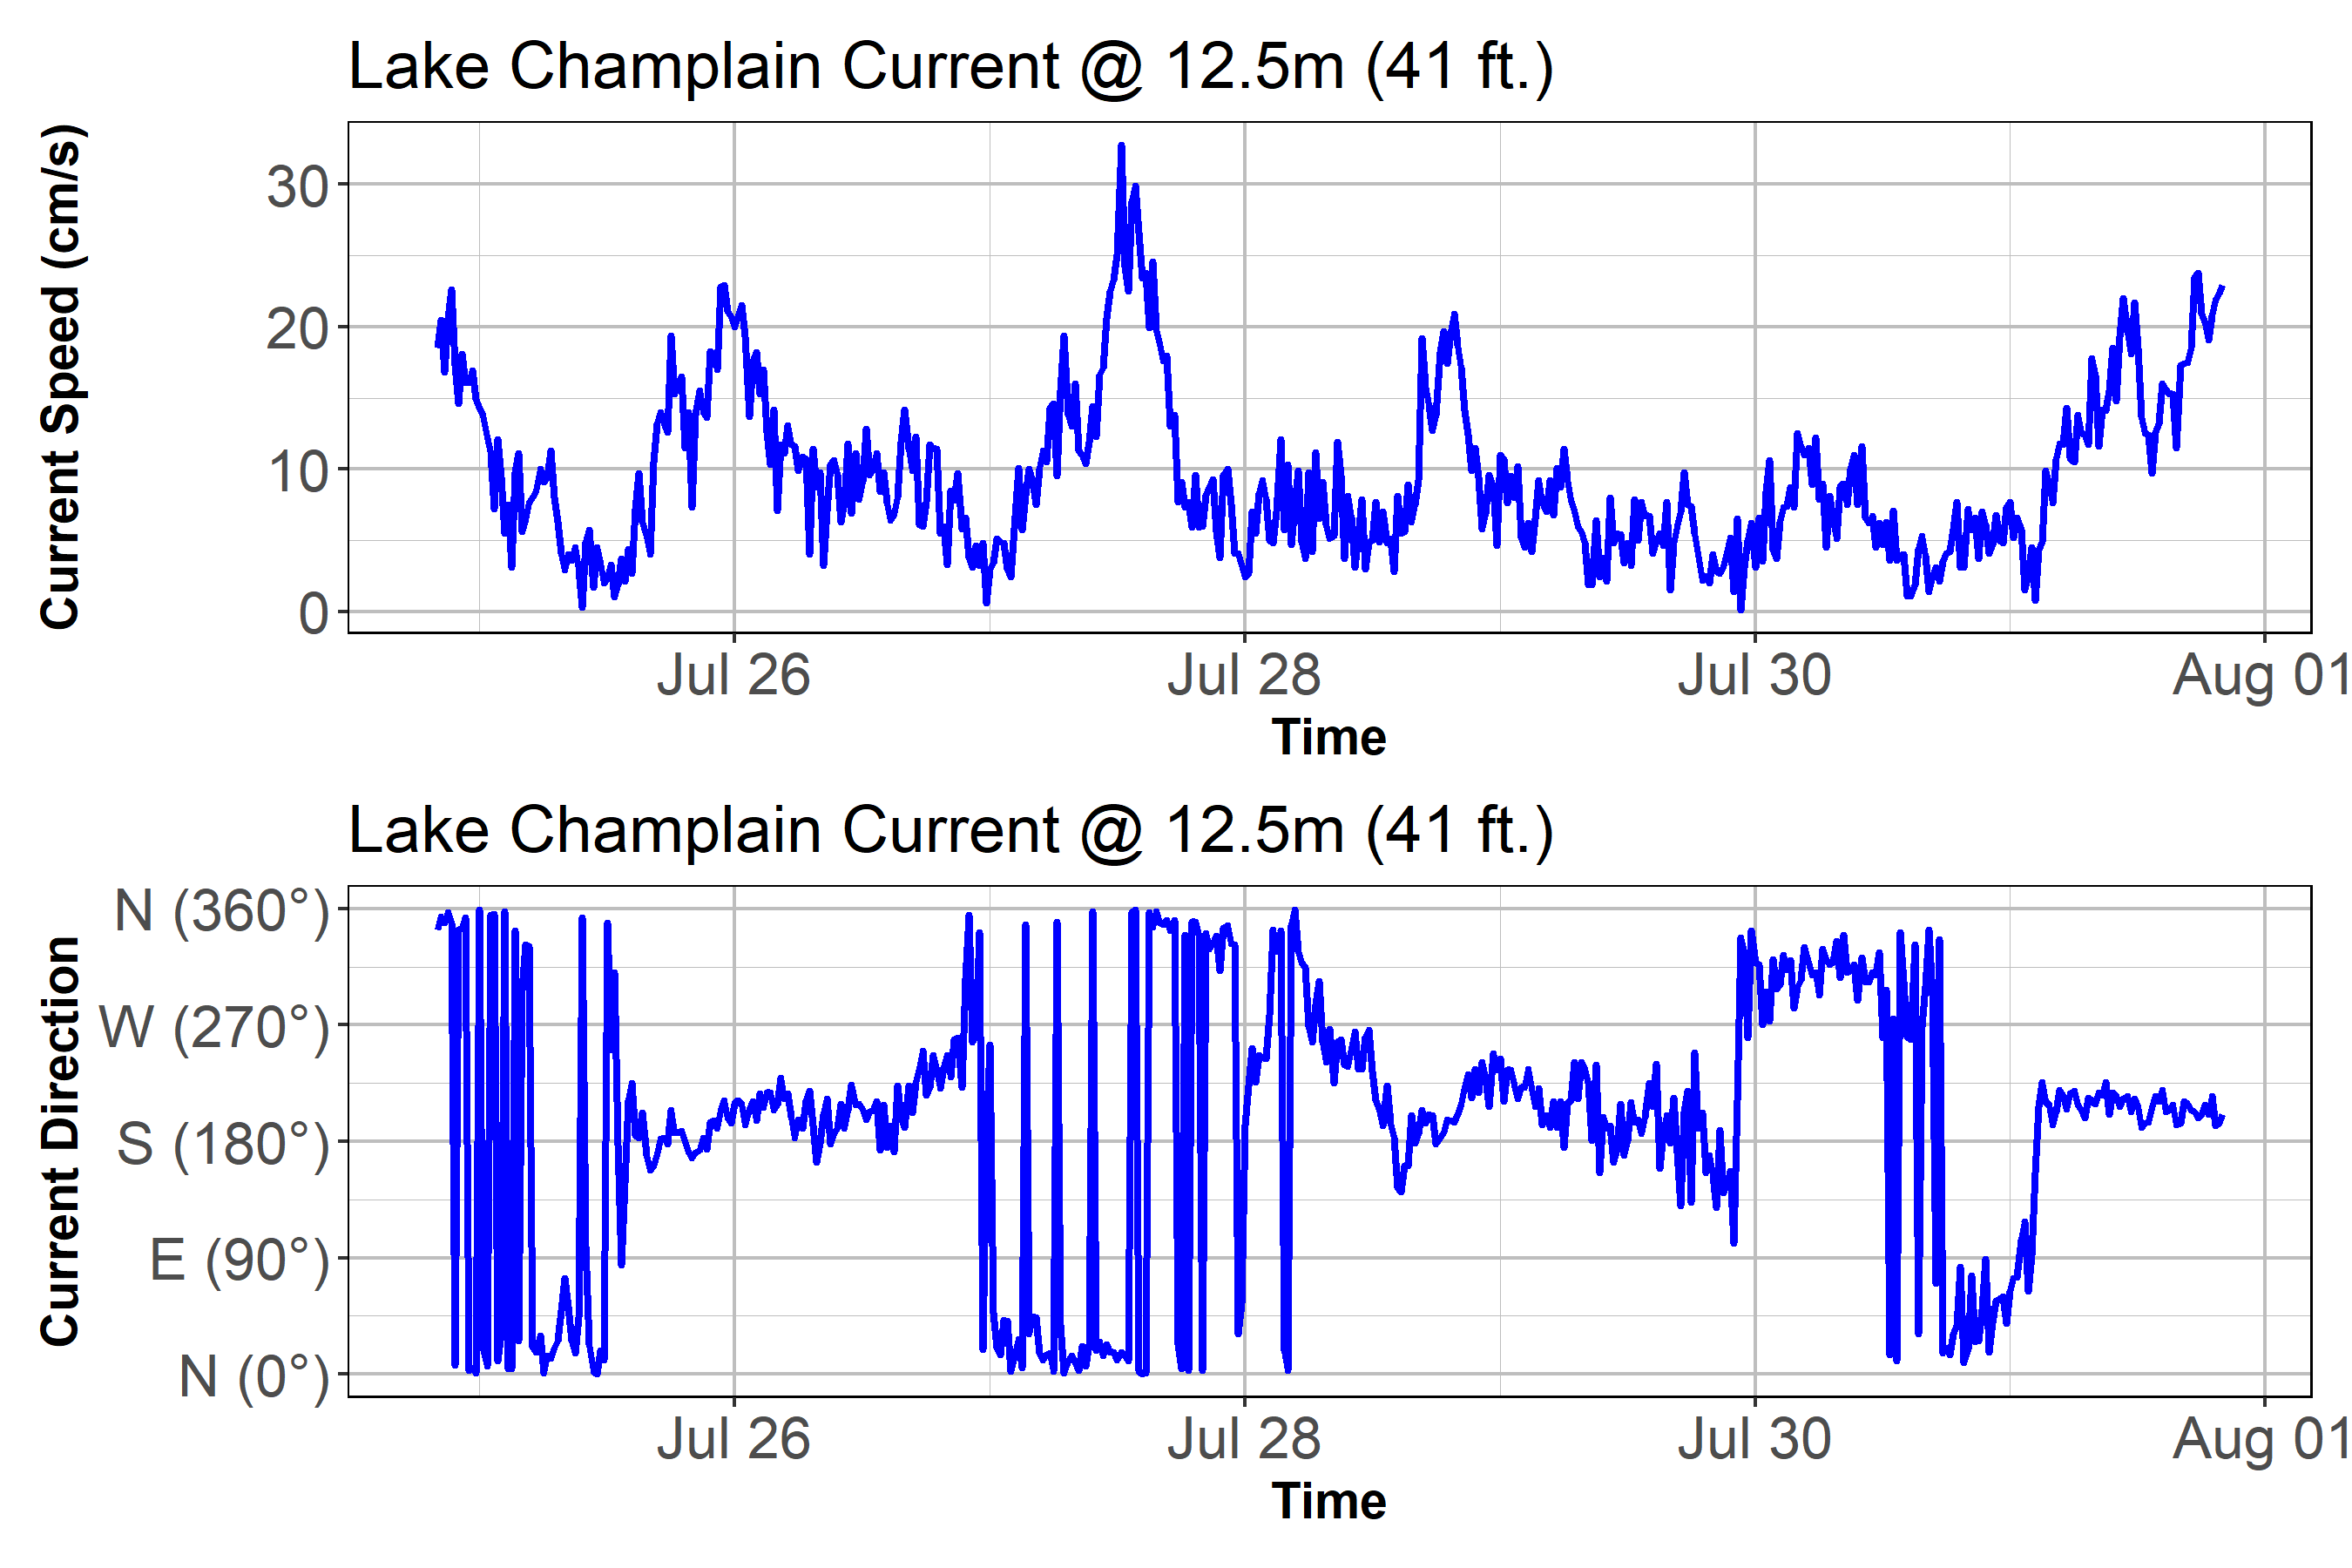 Lake Champlain Current @ 12.5m (41 ft.)
Current Speed (cm/s)
30
20
10
0
Jul 26 Jul 28 Jul 30 Aug 01
Time
Lake Champlain Current @ 12.5m (41 ft.)
Current Direction
N (360°)
W (270°)
S (180°)
E (90°)
N (0°)
Jul 26 Jul 28 Jul 30 Aug 01
Time